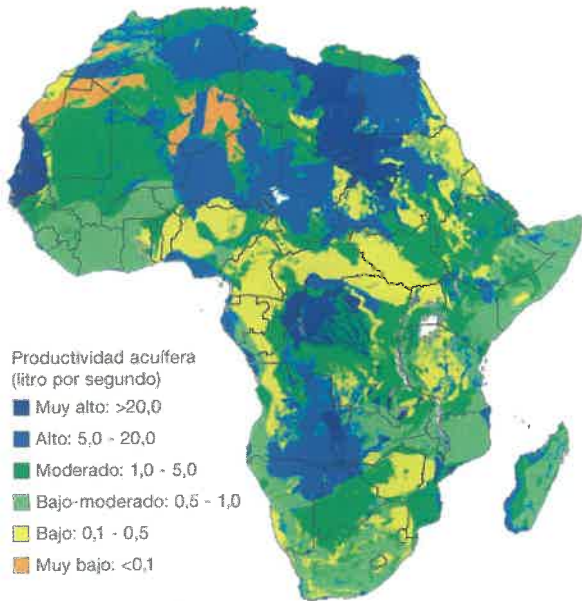 Productividad acuífera
(litro por segundo)
Muy alto: >20,0
Alto: 5,0 - 20,0
Moderado: 1,0 - 5,0
Bajo-moderado: 0,5 - 1,0
Bajo: 0,1 - 0,5
Muy bajo: <0,1